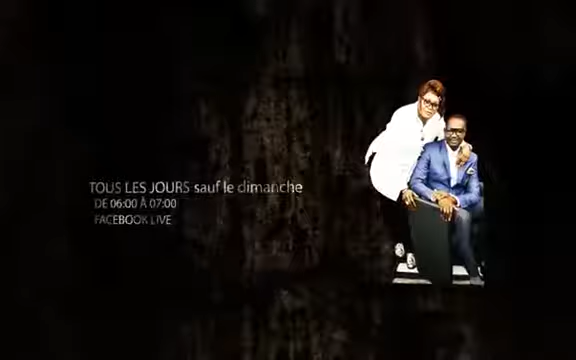 TOUS LES JOURS sauf le dimanche
DE 06:00 À 07:00
FACEBOOK LIVE